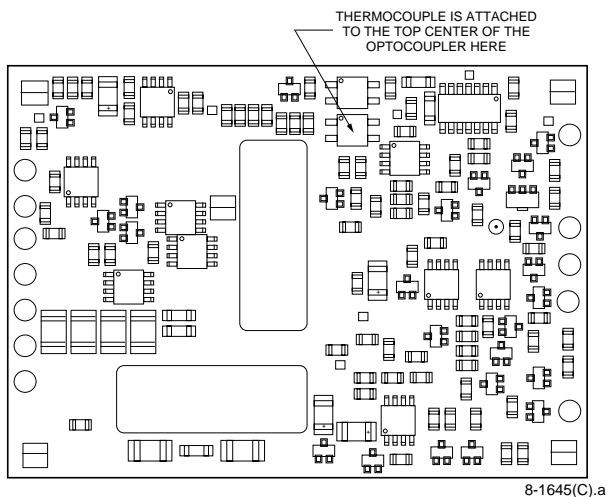 THERMOCOUPLE IS ATTACHED
TO THE TOP CENTER OF THE
OPTOCOUPLER HERE
8-1645(C).a